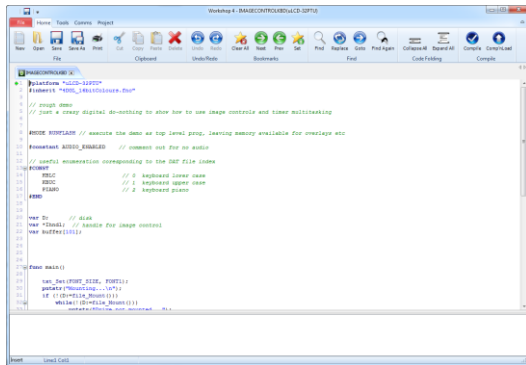 Workshop 4 - [IMAGECONTROLKBD:uLCD-32PTU]
File Home Tools Comms Project
New Open Save Save As Print Cut Copy Paste Delete Undo Redo Clear All Next Prev Set Find Replace Goto Find Again Collapse All Expand All Compile Comp'nLoad
File Clipboard Undo/Redo Bookmarks Find Code Folding Compile
IMAGECONTROLKBD
#platform "uLCD-32PTU"
#inherit "4DGL_16bitColours.fnc"
// rough demo
// just a crazy digital do-nothing to show how to use image controls and timer multitasking
#MODE RUNFLASH // execute the demo as top level prog, leaving memory available for overlays etc
#constant AUDIO_ENABLED // comment out for no audio
// useful enumeration coresponding to the DAT file index
#CONST
KBLC // 0 keyboard lower case
KBUC // 1 keyboard upper case
PIANO // 2 keyboard piano
#END
var D; // disk
var *Ihndl; // handle for image control
var buffer[101];
func main()
txt_Set(FONT_SIZE, FONT1);
putstr("Mounting...\n");
if (!(D:=file_Mount()))
while(!(D:=file_Mount()))
Insert Line:1 Col:1